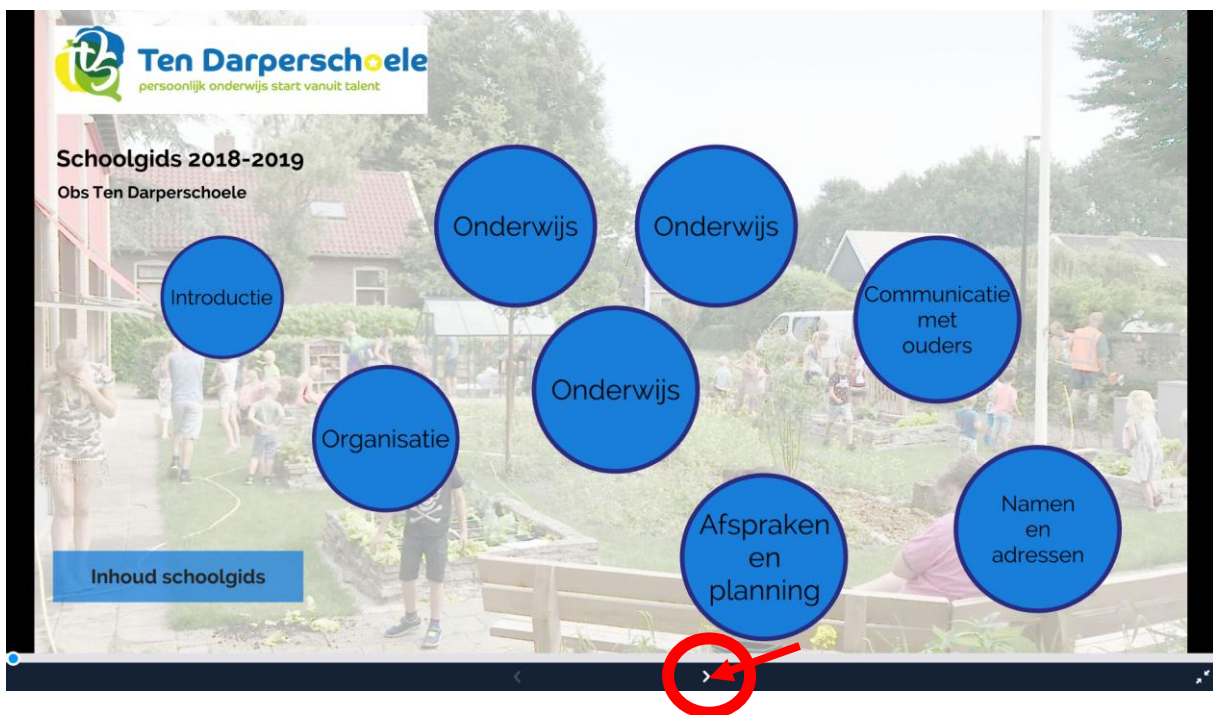 Ten Darperschoele
persoonlijk onderwijs start vanuit talent
Schoolgids 2018-2019
Obs Ten Darperschoele
Onderwijs
Onderwijs
Introductie
Communicatie
met
ouders
Onderwijs
Organisatie
Afspraken
en
planning
Namen
en
adressen
Inhoud schoolgids